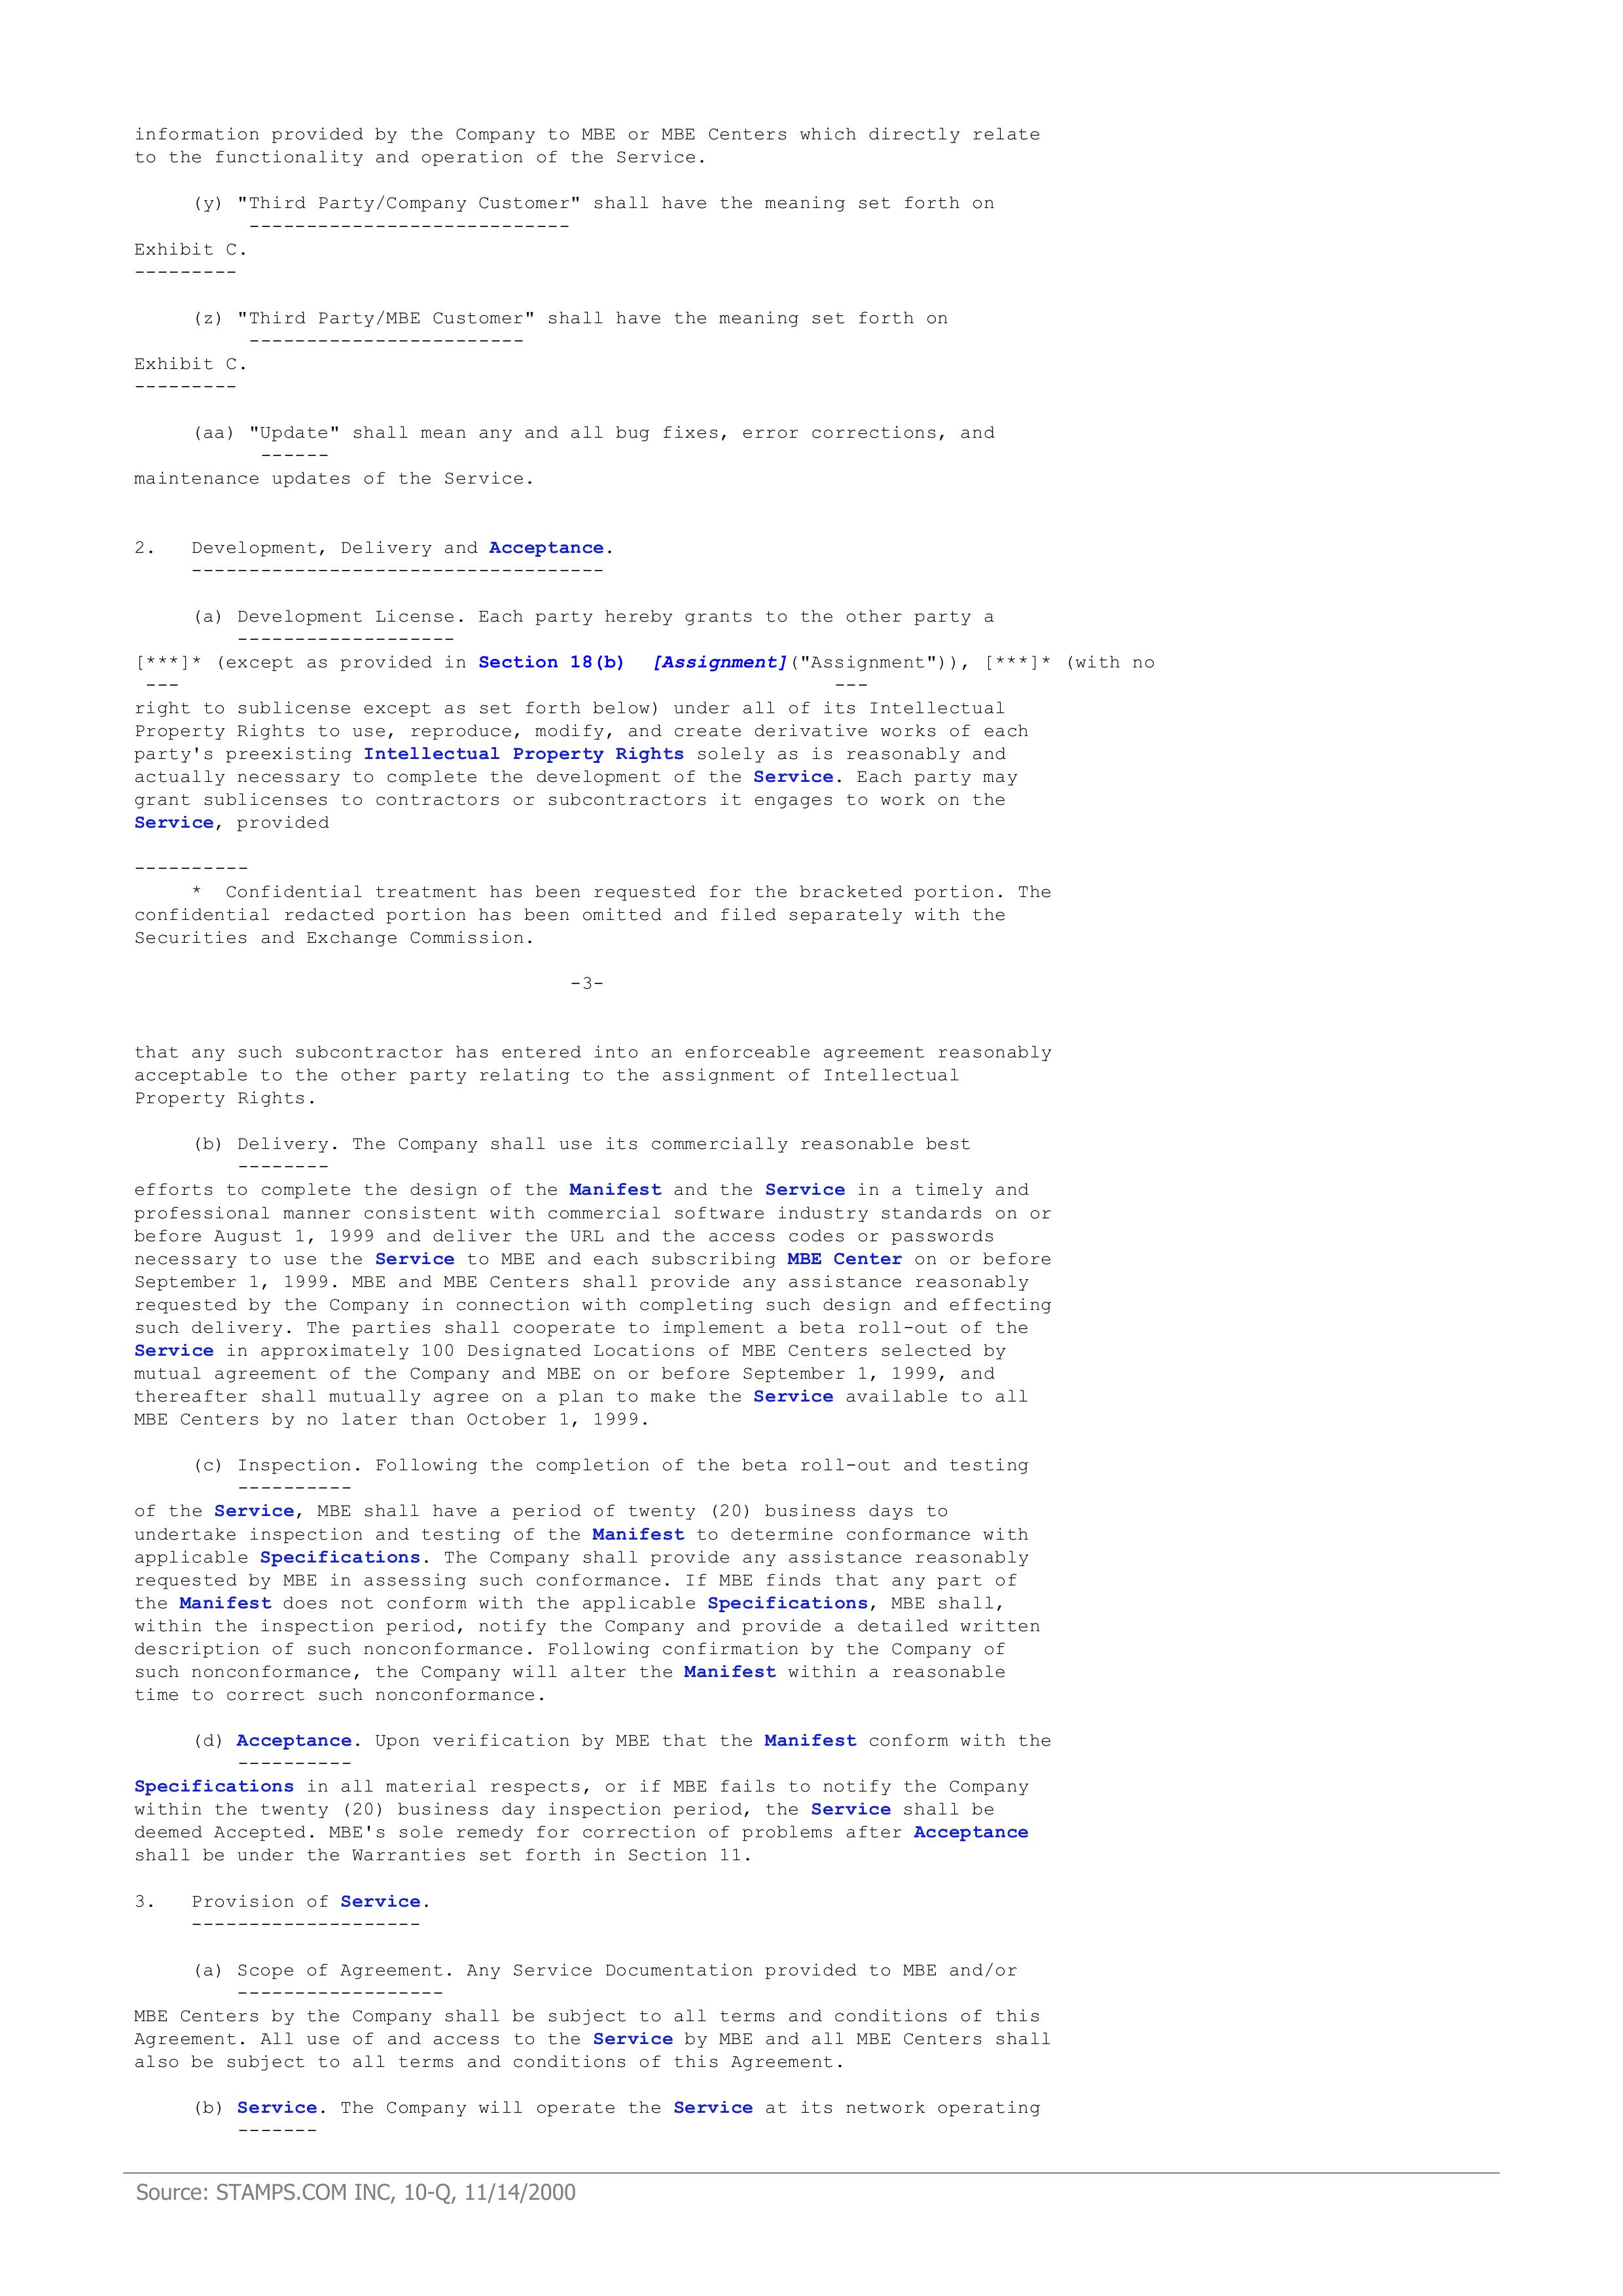 information provided by the Company to MBE or MBE Centers which directly relate
to the functionality and operation of the Service.
(y) "Third Party/Company Customer" shall have the meaning set forth on
----------------------------
Exhibit C.
---------
(z) "Third Party/MBE Customer" shall have the meaning set forth on
------------------------
Exhibit C.
---------
(aa) "Update" shall mean any and all bug fixes, error corrections, and
------
maintenance updates of the Service.
2. Development, Delivery and Acceptance.
------------------------------------
(a) Development License. Each party hereby grants to the other party a
-------------------
[***]* (except as provided in Section 18(b) [Assignment]("Assignment")), [***]* (with no
--- ---
right to sublicense except as set forth below) under all of its Intellectual
Property Rights to use, reproduce, modify, and create derivative works of each
party's preexisting Intellectual Property Rights solely as is reasonably and
actually necessary to complete the development of the Service. Each party may
grant sublicenses to contractors or subcontractors it engages to work on the
Service, provided
----------
* Confidential treatment has been requested for the bracketed portion. The
confidential redacted portion has been omitted and filed separately with the
Securities and Exchange Commission.
-3-
that any such subcontractor has entered into an enforceable agreement reasonably
acceptable to the other party relating to the assignment of Intellectual
Property Rights.
(b) Delivery. The Company shall use its commercially reasonable best
--------
efforts to complete the design of the Manifest and the Service in a timely and
professional manner consistent with commercial software industry standards on or
before August 1, 1999 and deliver the URL and the access codes or passwords
necessary to use the Service to MBE and each subscribing MBE Center on or before
September 1, 1999. MBE and MBE Centers shall provide any assistance reasonably
requested by the Company in connection with completing such design and effecting
such delivery. The parties shall cooperate to implement a beta roll-out of the
Service in approximately 100 Designated Locations of MBE Centers selected by
mutual agreement of the Company and MBE on or before September 1, 1999, and
thereafter shall mutually agree on a plan to make the Service available to all
MBE Centers by no later than October 1, 1999.
(c) Inspection. Following the completion of the beta roll-out and testing
----------
of the Service, MBE shall have a period of twenty (20) business days to
undertake inspection and testing of the Manifest to determine conformance with
applicable Specifications. The Company shall provide any assistance reasonably
requested by MBE in assessing such conformance. If MBE finds that any part of
the Manifest does not conform with the applicable Specifications, MBE shall,
within the inspection period, notify the Company and provide a detailed written
description of such nonconformance. Following confirmation by the Company of
such nonconformance, the Company will alter the Manifest within a reasonable
time to correct such nonconformance.
(d) Acceptance. Upon verification by MBE that the Manifest conform with the
----------
Specifications in all material respects, or if MBE fails to notify the Company
within the twenty (20) business day inspection period, the Service shall be
deemed Accepted. MBE's sole remedy for correction of problems after Acceptance
shall be under the Warranties set forth in Section 11.
3. Provision of Service.
--------------------
(a) Scope of Agreement. Any Service Documentation provided to MBE and/or
------------------
MBE Centers by the Company shall be subject to all terms and conditions of this
Agreement. All use of and access to the Service by MBE and all MBE Centers shall
also be subject to all terms and conditions of this Agreement.
(b) Service. The Company will operate the Service at its network operating
-------
Source: STAMPS.COM INC, 10-Q, 11/14/2000